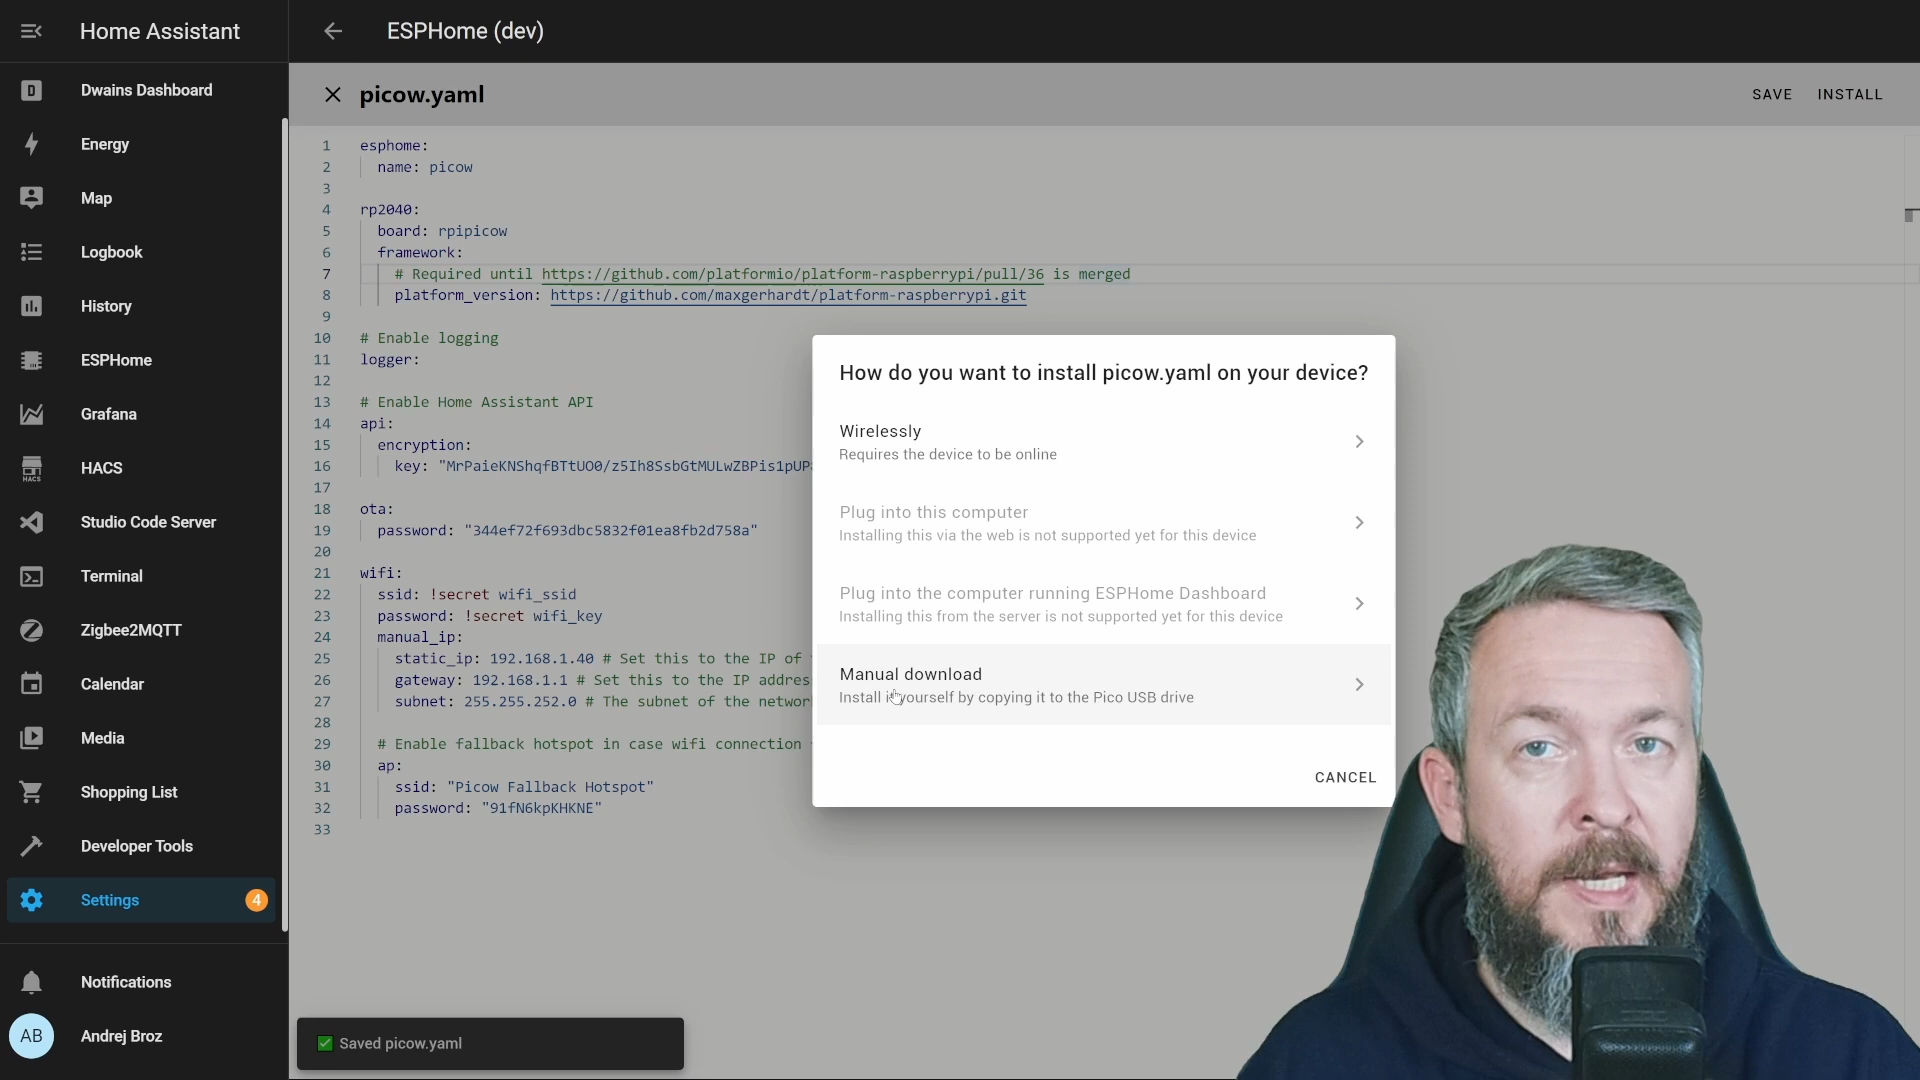 Home Assistant
ESPHome (dev)
Dwains Dashboard
Energy
Map
Logbook
History
ESPHome
Grafana
HACS
HACS
Studio Code Server
Terminal
Zigbee2MQTT
Calendar
Media
Shopping List
Developer Tools
Settings
4
Notifications
AB
Andrej Broz
picow.yaml
SAVE
INSTALL
1 esphome:
2 name: picow
3
4 rp2040:
5 board: rpipicow
6 framework:
7 # Required until https://github.com/platformio/platform-raspberrypi/pull/36 is merged
8 platform_version: https://github.com/maxgerhardt/platform-raspberrypi.git
9
10 # Enable logging
11 logger:
12
13 # Enable Home Assistant API
14 api:
15 encryption:
16 key: "MrPaieKNShqfBTtUO0/z5Ih8SsbGtMULwZBPis1pUP
17
18 ota:
19 password: "344ef72f693dbc5832f01ea8fb2d758a"
20
21 wifi:
22 ssid: !secret wifi_ssid
23 password: !secret wifi_key
24 manual_ip:
25 static_ip: 192.168.1.40 # Set this to the IP of
26 gateway: 192.168.1.1 # Set this to the IP addres
27 subnet: 255.255.252.0 # The subnet of the networ
28
29 # Enable fallback hotspot in case wifi connection
30 ap:
31 ssid: "Picow Fallback Hotspot"
32 password: "91fN6kpKHKNE"
33
How do you want to install picow.yaml on your device?
Wirelessly
Requires the device to be online
Plug into this computer
Installing this via the web is not supported yet for this device
Plug into the computer running ESPHome Dashboard
Installing this from the server is not supported yet for this device
Manual download
Install it yourself by copying it to the Pico USB drive
CANCEL
Saved picow.yaml